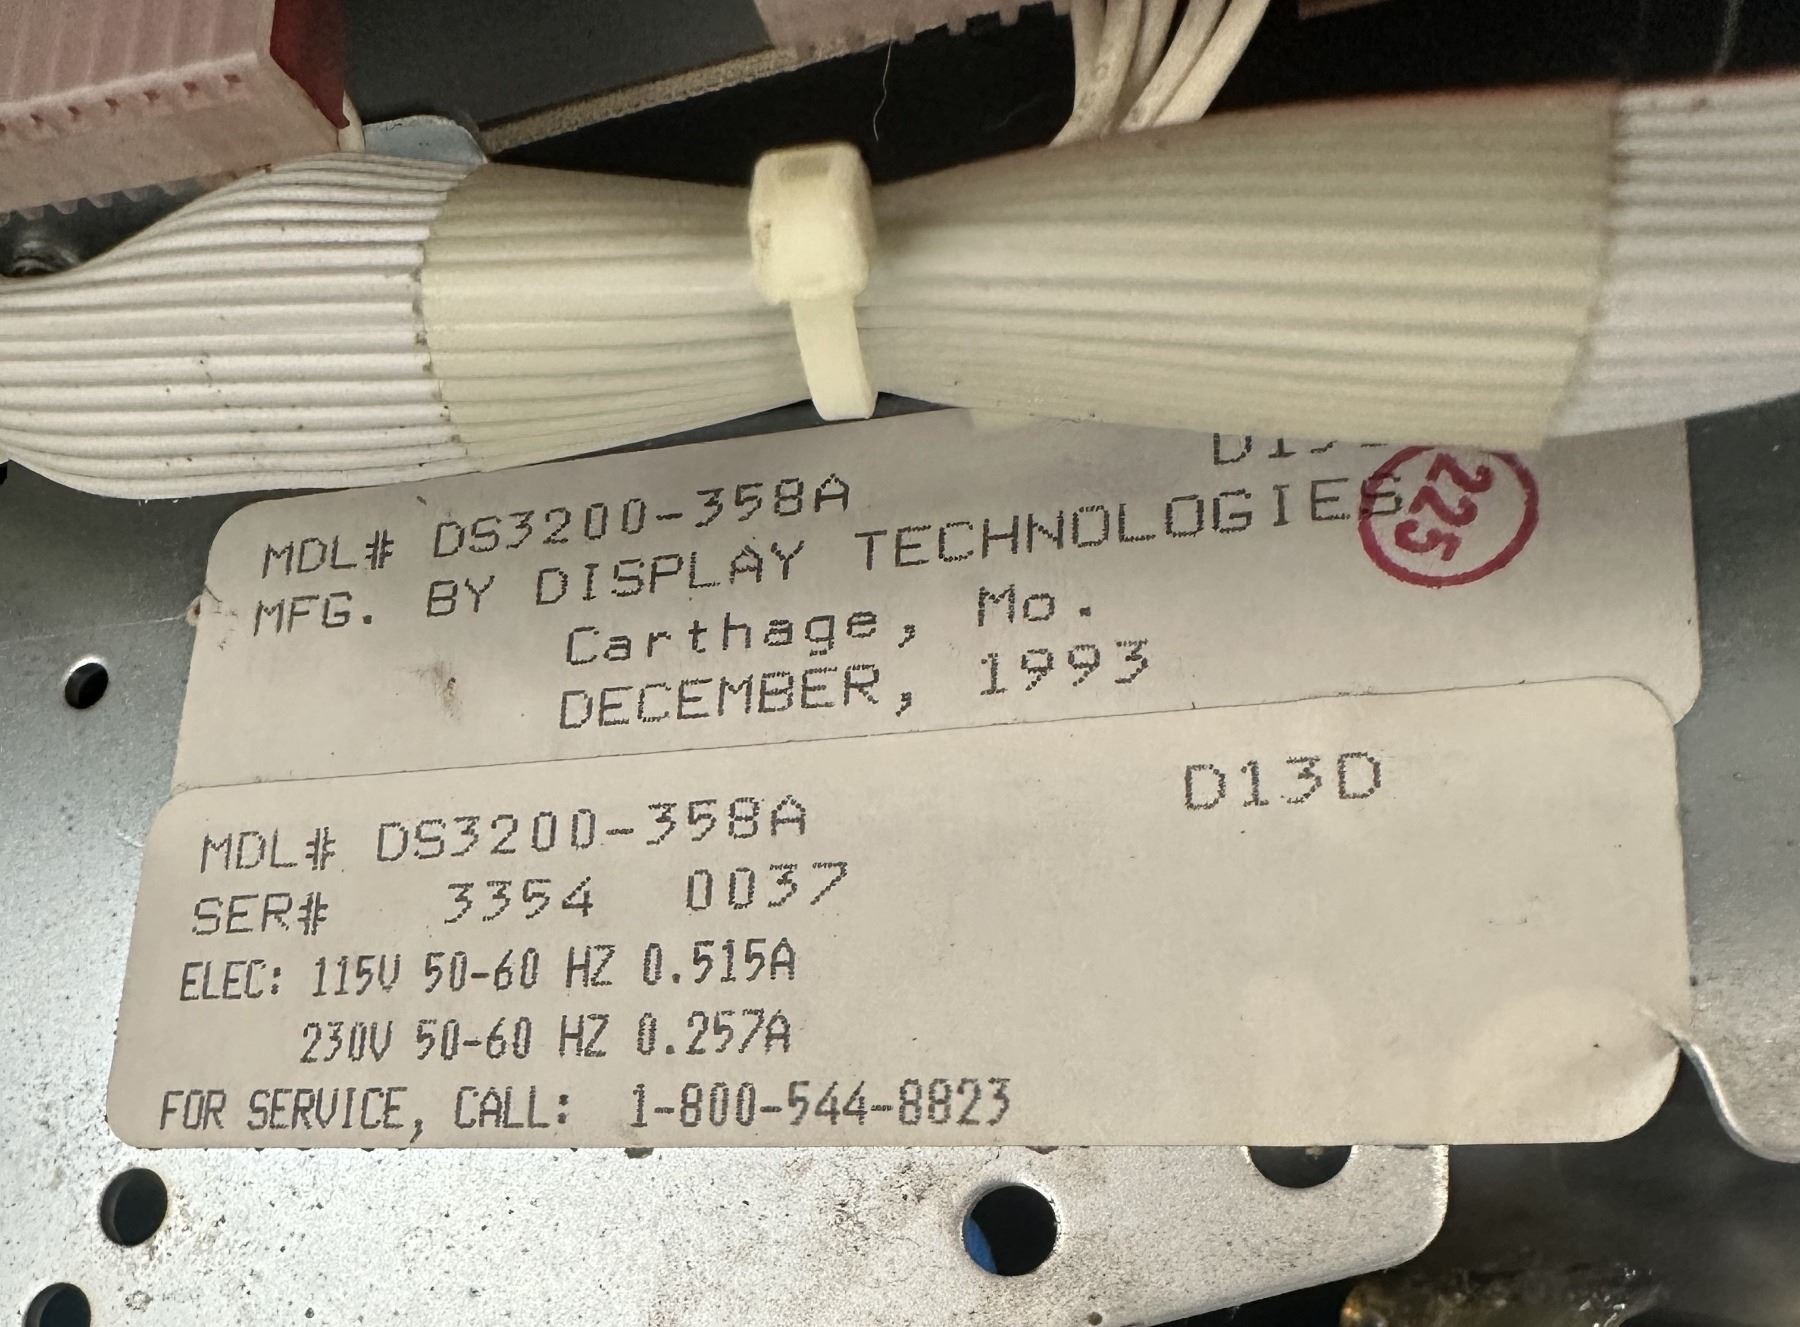 MDL# DS3200-358A
MFG. BY DISPLAY TECHNOLOGIES
Carthage, Mo.
DECEMBER, 1993
225
MDL# DS3200-358A D13D
SER# 3354 0037
ELEC: 115V 50-60 HZ 0.515A
230V 50-60 HZ 0.257A
FOR SERVICE, CALL: 1-800-544-8823